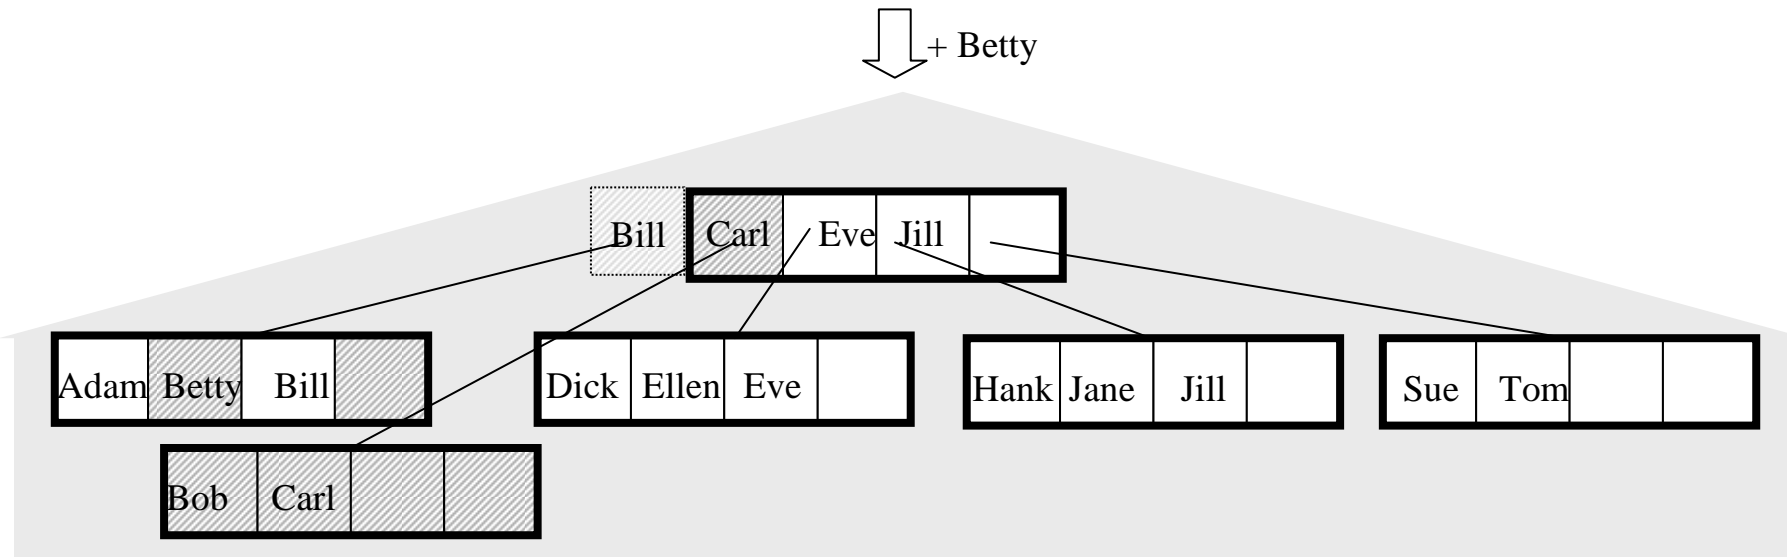 + Betty
Bill Carl Eve Jill
Adam Betty Bill Dick Ellen Eve Hank Jane Jill Sue Tom
Bob Carl